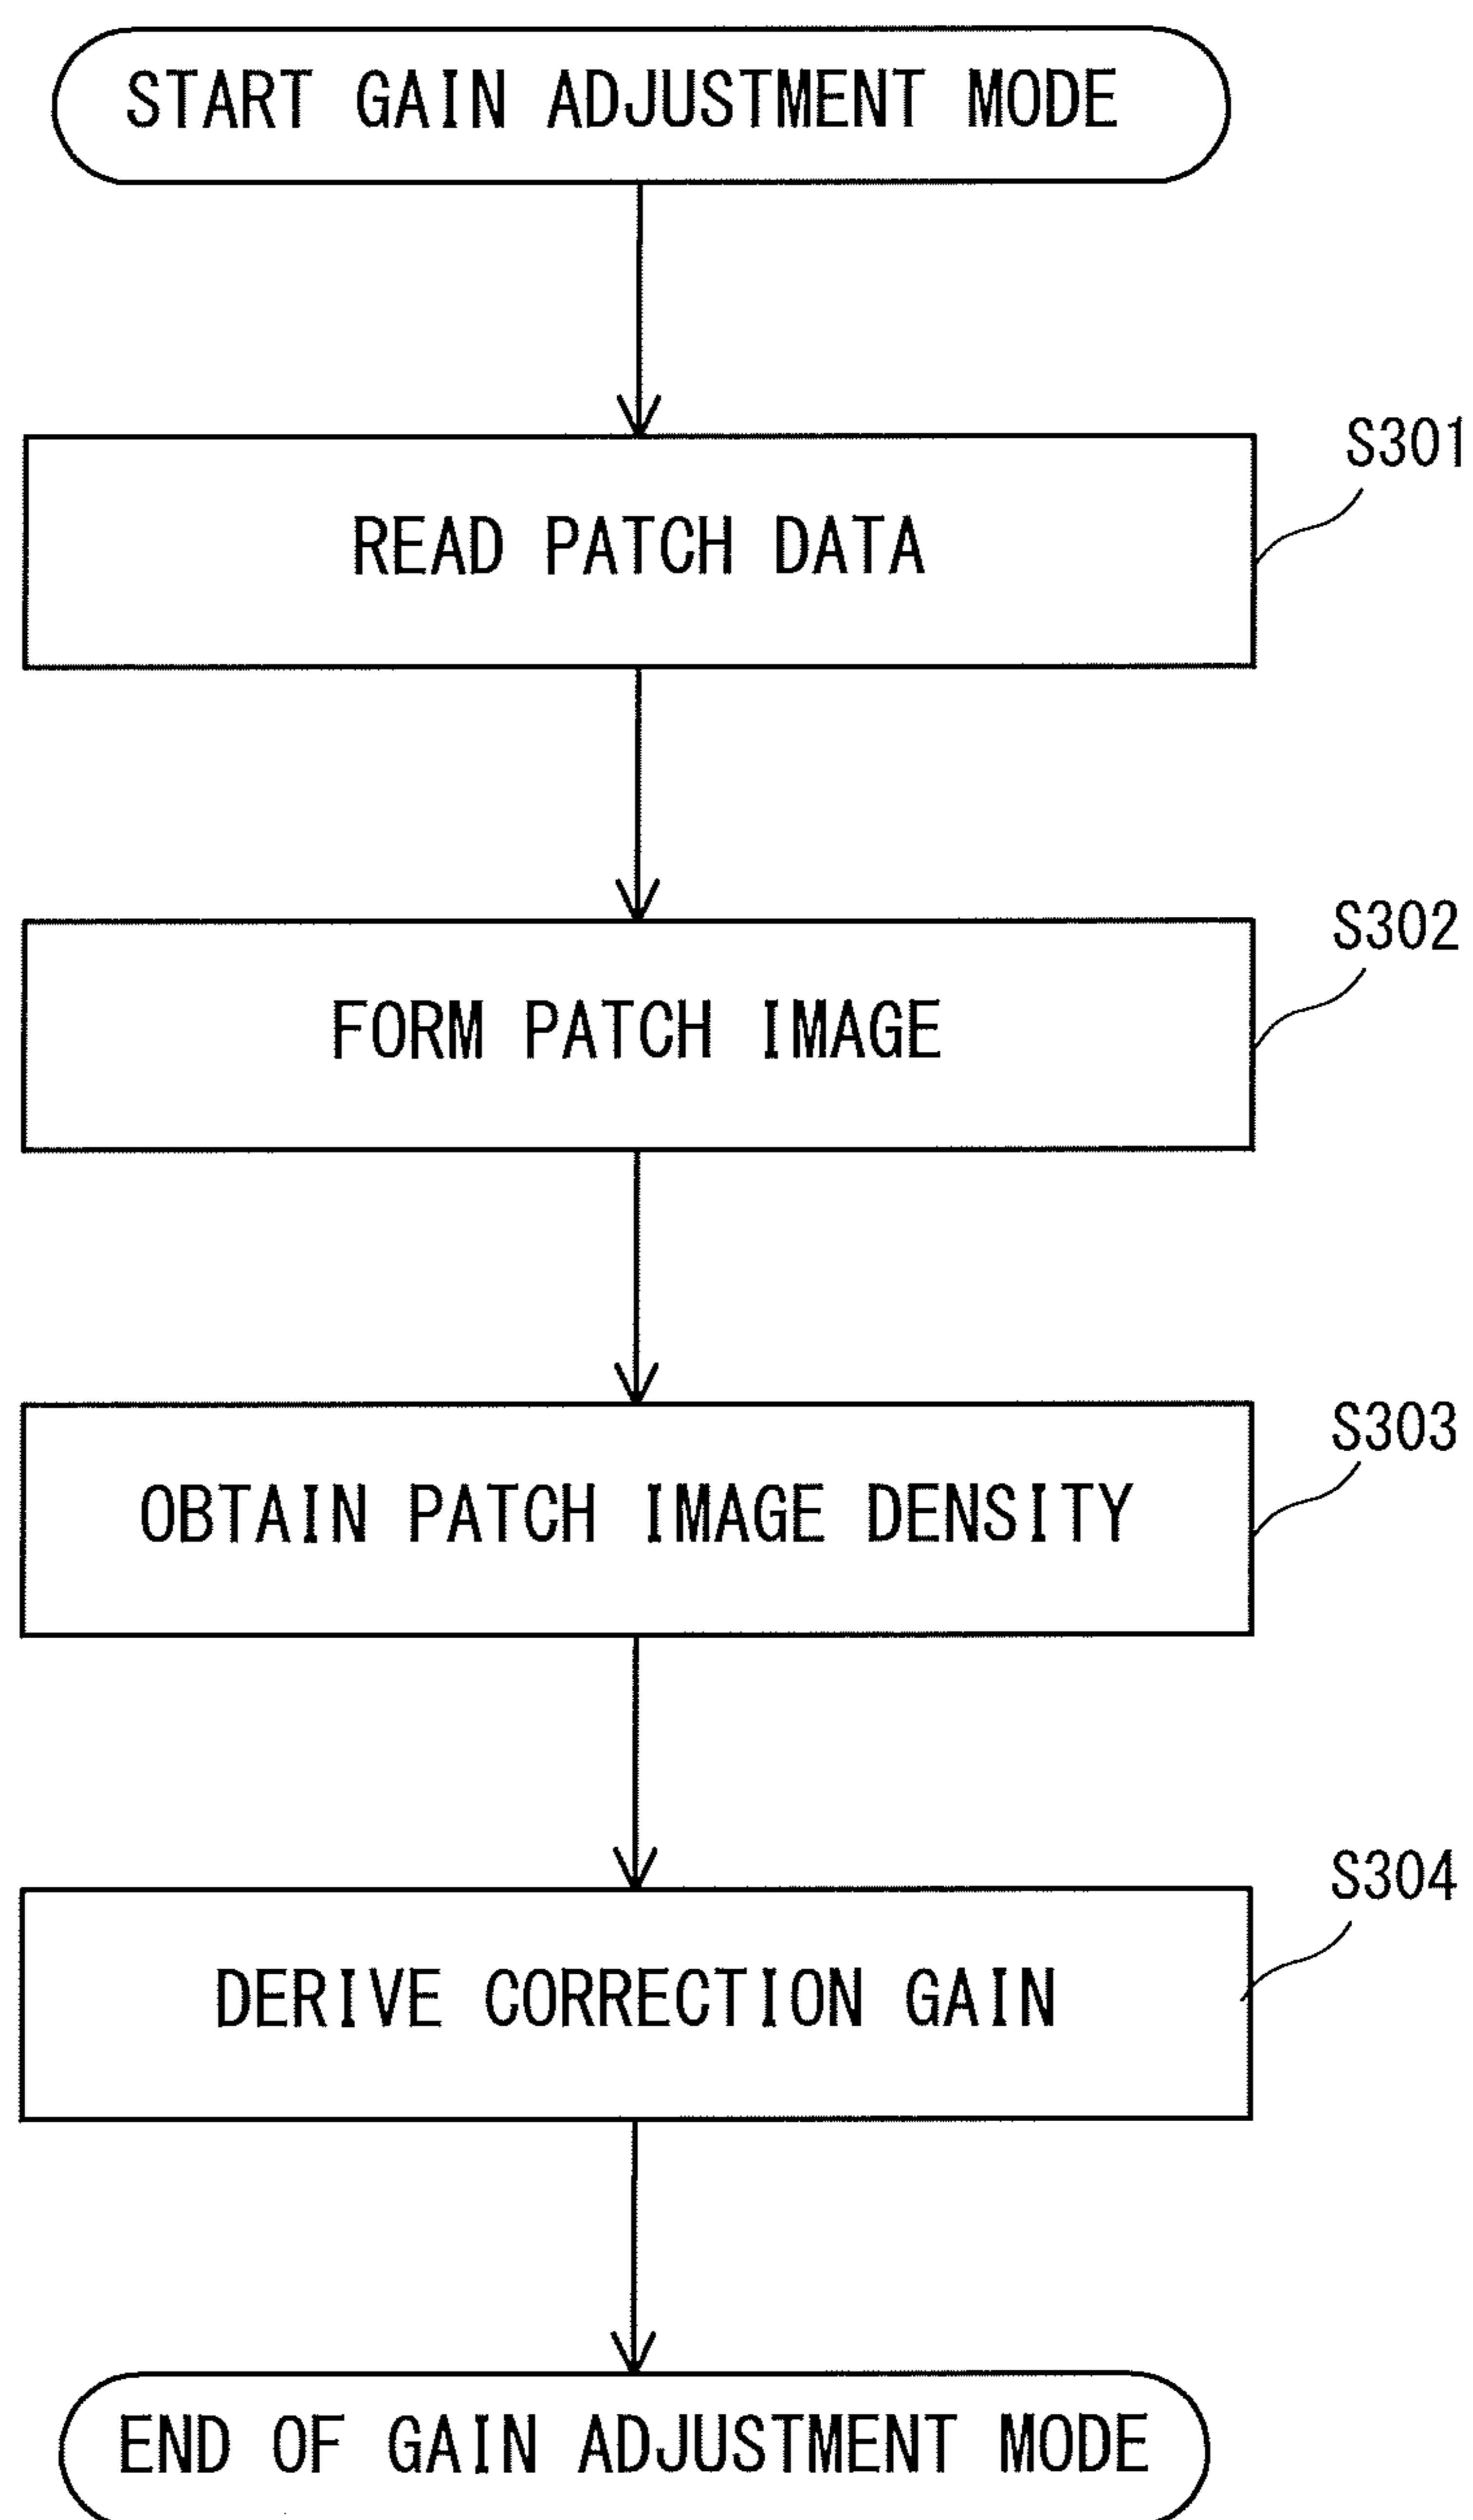 START GAIN ADJUSTMENT MODE
S301
READ PATCH DATA
S302
FORM PATCH IMAGE
S303
OBTAIN PATCH IMAGE DENSITY
S304
DERIVE CORRECTION GAIN
END OF GAIN ADJUSTMENT MODE